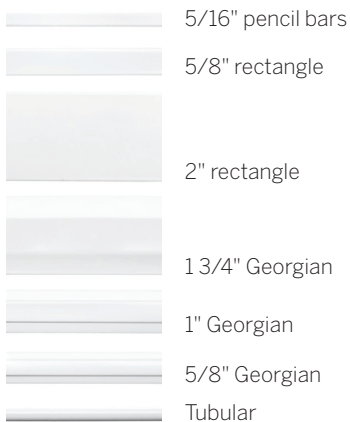 5/16" pencil bars
5/8" rectangle
2" rectangle
1 3/4" Georgian
1" Georgian
5/8" Georgian
Tubular